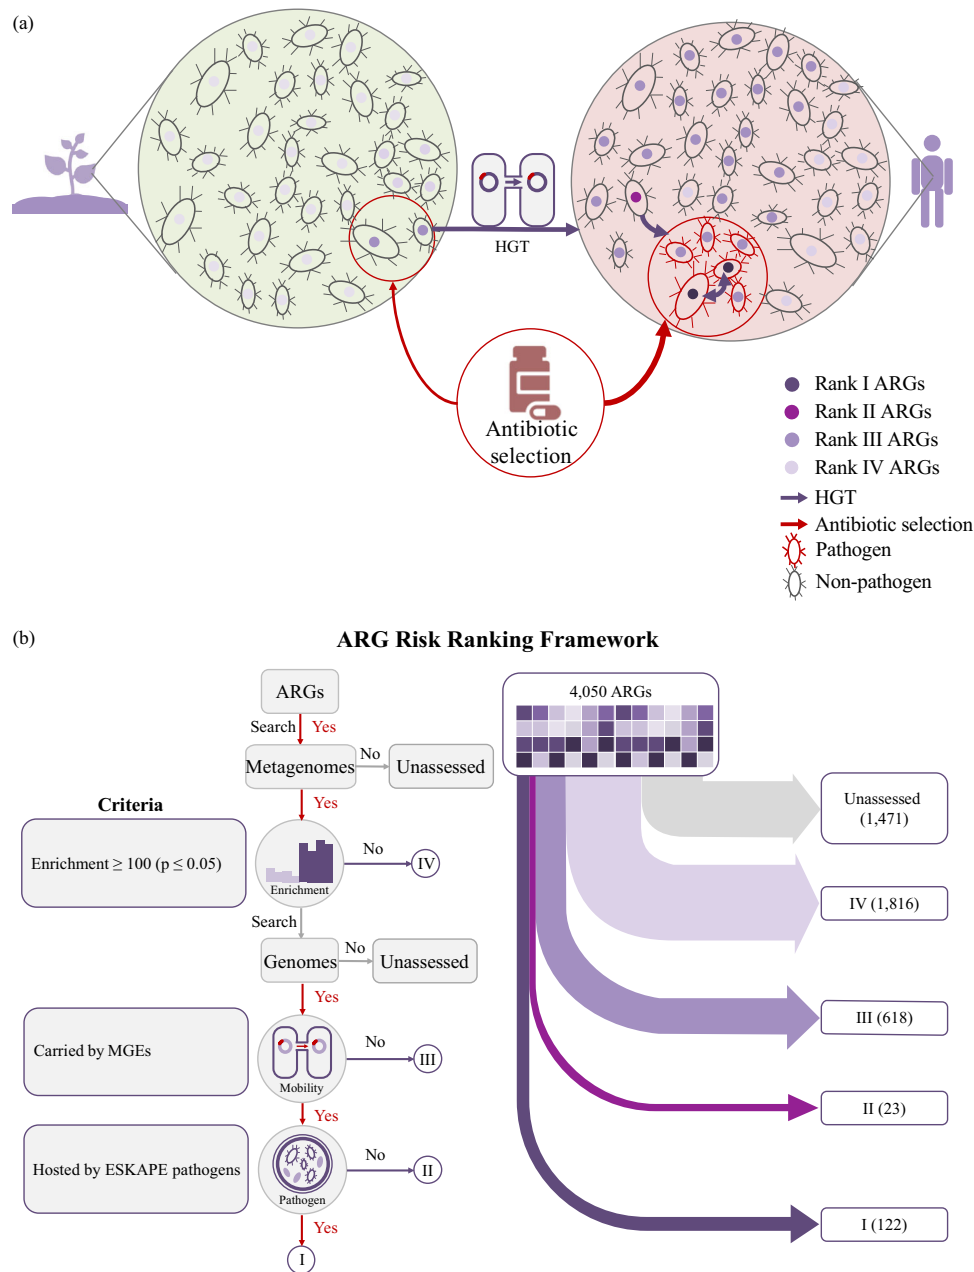 (a)
HGT
Antibiotic
selection
Rank I ARGs
Rank II ARGs
Rank III ARGs
Rank IV ARGs
HGT
Antibiotic selection
Pathogen
Non-pathogen
(b)
ARG Risk Ranking Framework
ARGs
Search Yes
Metagenomes
No
Unassessed
Yes
Criteria
Enrichment ≥ 100 (p ≤ 0.05)
Enrichment
No
IV
Search
Genomes
No
Unassessed
Yes
Carried by MGEs
Mobility
No
III
Yes
Hosted by ESKAPE pathogens
Pathogen
No
II
Yes
I
4,050 ARGs
Unassessed
(1,471)
IV (1,816)
III (618)
II (23)
I (122)